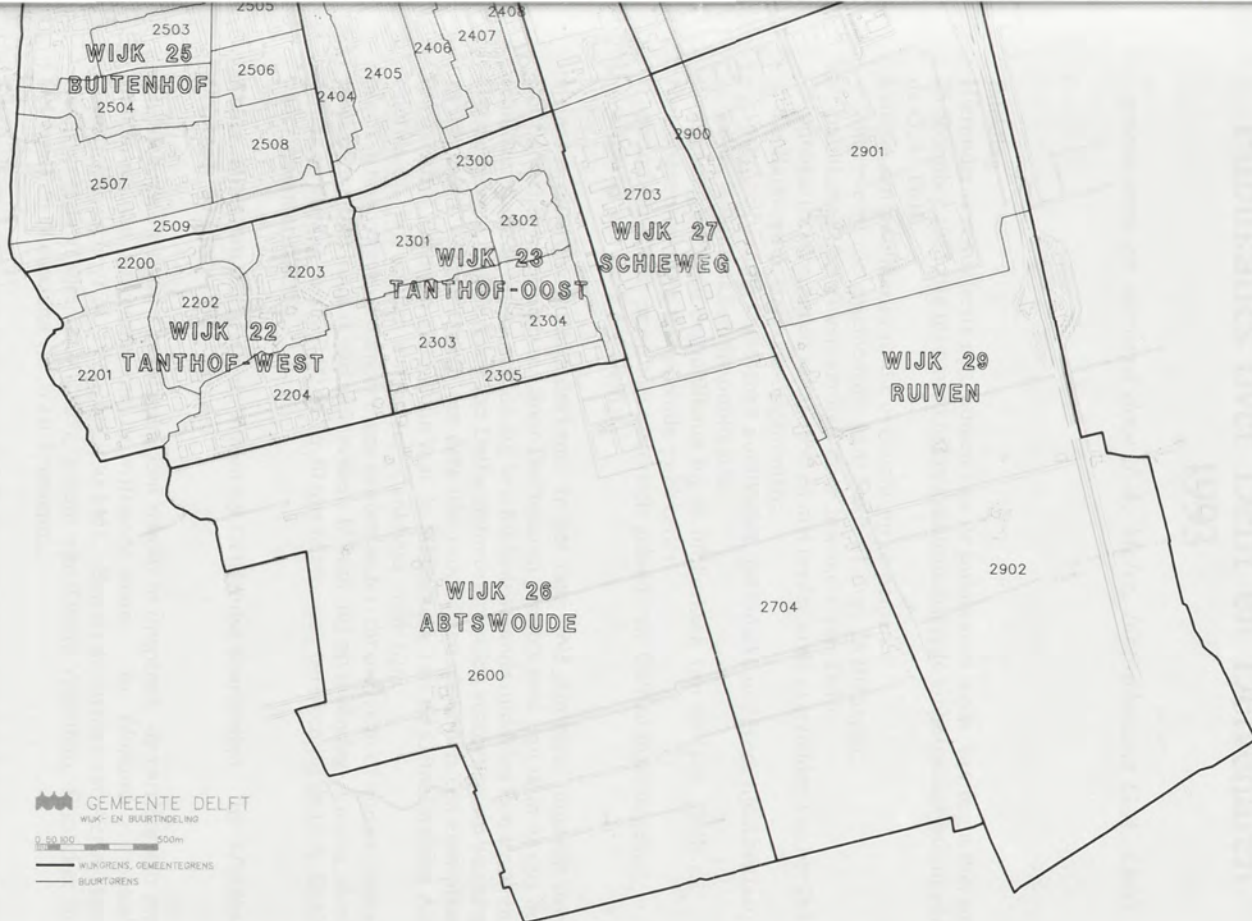 2503
2505
2408
WIJK 25
BUITENHOF
2506
2406
2407
2405
2504
2404
2508
2900
2901
2507
2300
2703
2509
2302
2301
WIJK 27
SCHIEWEG
2200
2203
WIJK 23
TANTHOF-OOST
2202
2304
WIJK 22
TANTHOF-WEST
2303
WIJK 29
RUIVEN
2201
2305
2204
2902
WIJK 26
ABTSWOUDE
2704
2600
GEMEENTE DELFT
WIJK- EN BUURTINDELING
0 50 100 500m
WIJKGRENS, GEMEENTEGRENS
BUURTGRENS